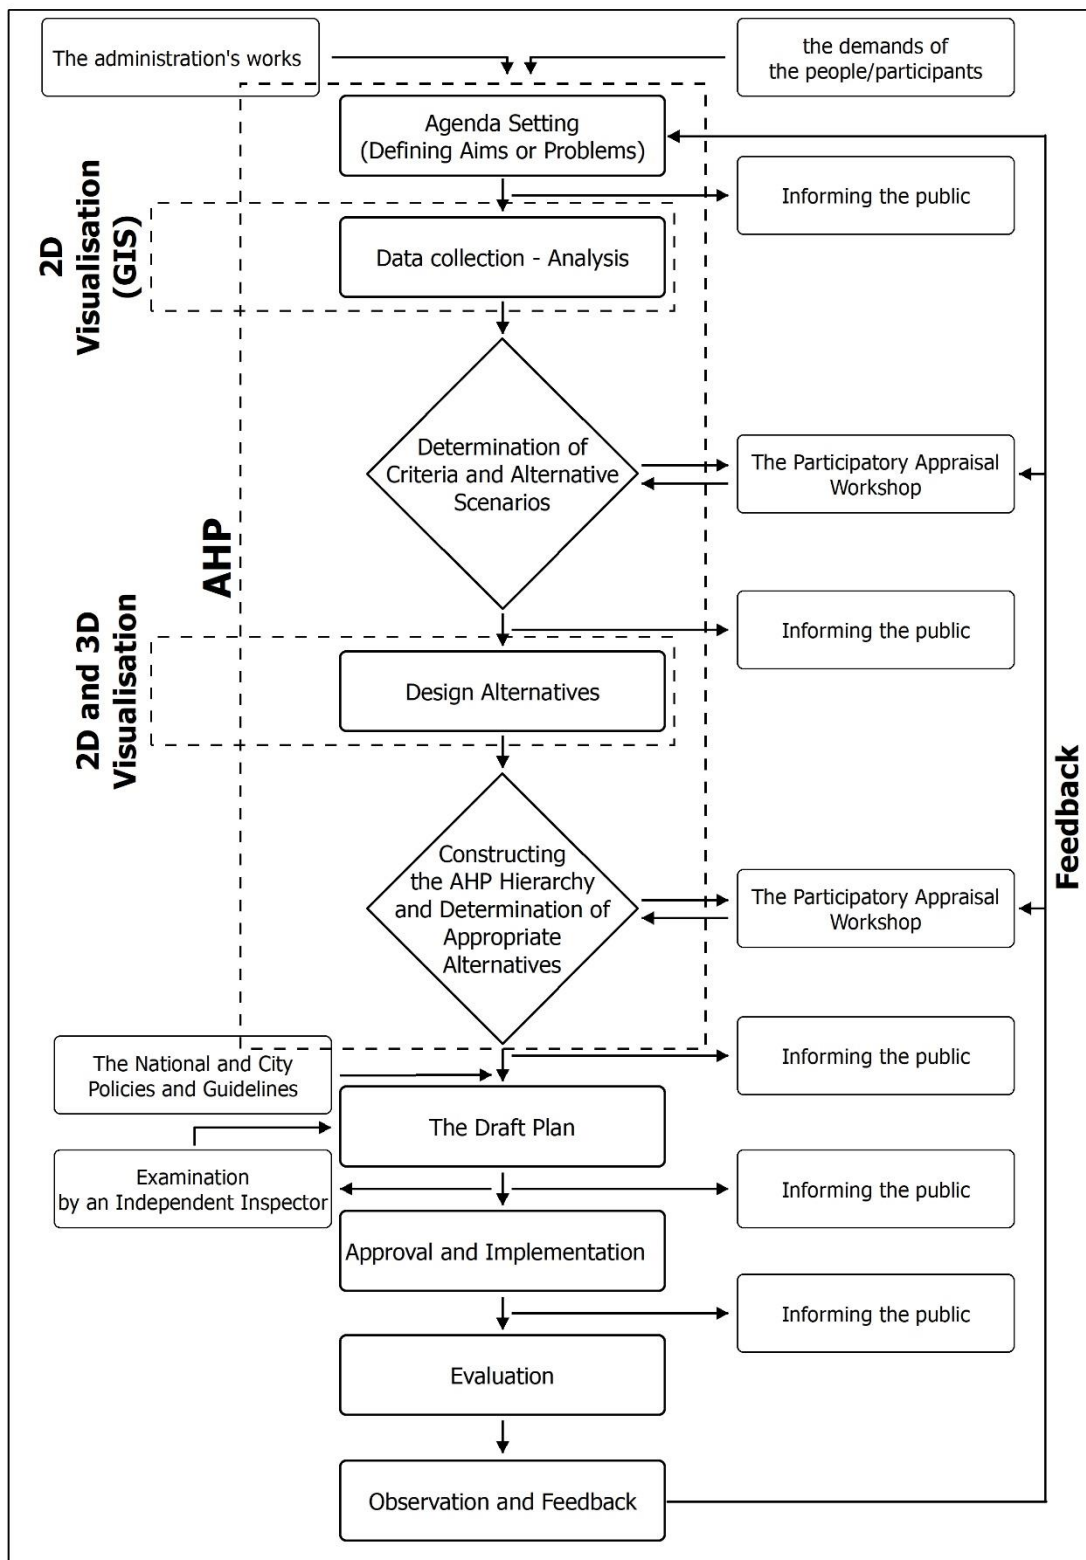 The administration's works
the demands of
the people/participants
Agenda Setting
(Defining Aims or Problems)
Informing the public
2D
Visualisation
(GIS)
Data collection - Analysis
Determination of
Criteria and Alternative
Scenarios
The Participatory Appraisal
Workshop
AHP
Informing the public
2D and 3D
Visualisation
Design Alternatives
Feedback
Constructing
the AHP Hierarchy
and Determination of
Appropriate
Alternatives
The Participatory Appraisal
Workshop
The National and City
Policies and Guidelines
Informing the public
The Draft Plan
Examination
by an Independent Inspector
Informing the public
Approval and Implementation
Informing the public
Evaluation
Observation and Feedback